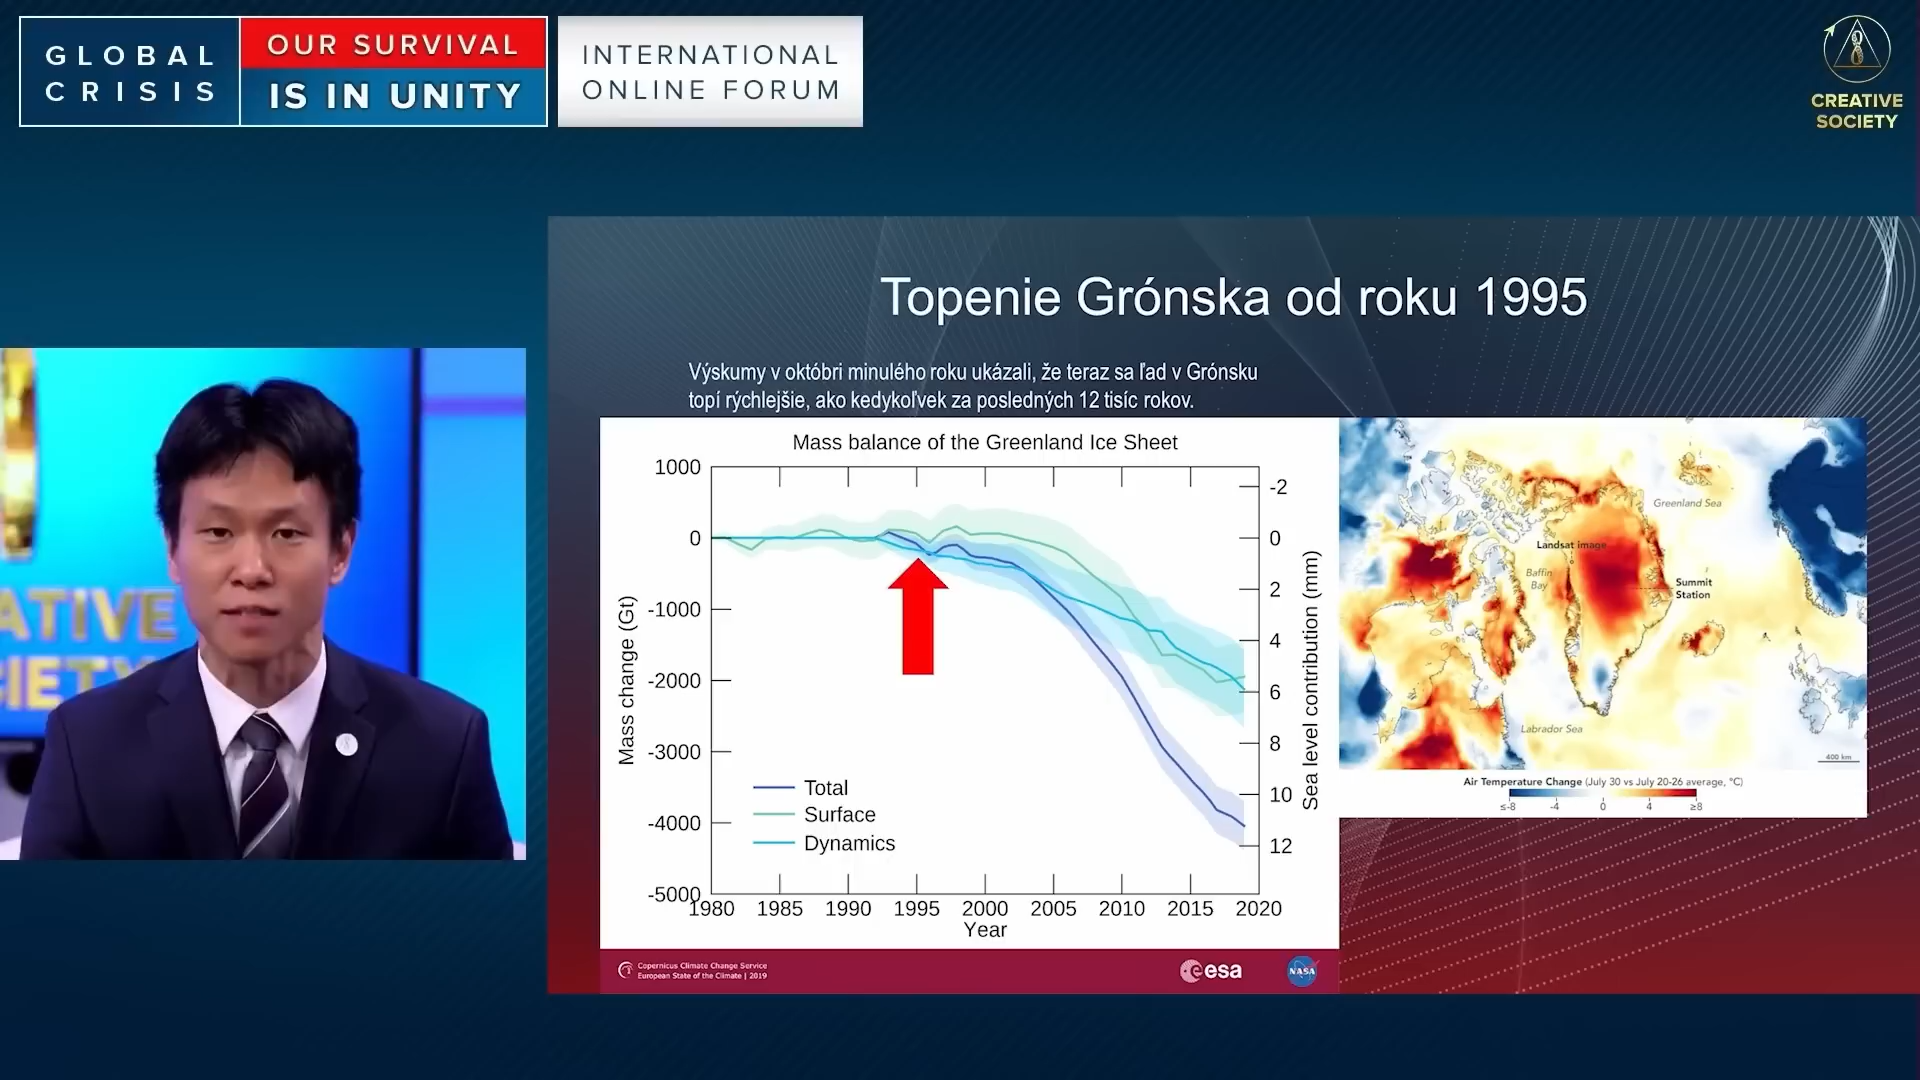 GLOBAL
CRISIS
OUR SURVIVAL
IS IN UNITY
INTERNATIONAL
ONLINE FORUM
CREATIVE
SOCIETY
ATIVE
CIETY
Topenie Grónska od roku 1995
Výskumy v októbri minulého roku ukázali, že teraz sa ľad v Grónsku
topí rýchlejšie, ako kedykoľvek za posledných 12 tisíc rokov.
Mass balance of the Greenland Ice Sheet
1000
0
-1000
-2000
-3000
-4000
-5000
Mass change (Gt)
-2
0
2
4
6
8
10
12
Sea level contribution (mm)
Total
Surface
Dynamics
1980 1985 1990 1995 2000 2005 2010 2015 2020
Year
Copernicus Climate Change Service
European State of the Climate | 2019
esa
NASA
Greenland Sea
Landsat image
Baffin
Bay
Summit
Station
Labrador Sea
400 km
Air Temperature Change (July 30 vs July 20-26 average, °C)
≤-8 -4 0 4 ≥8